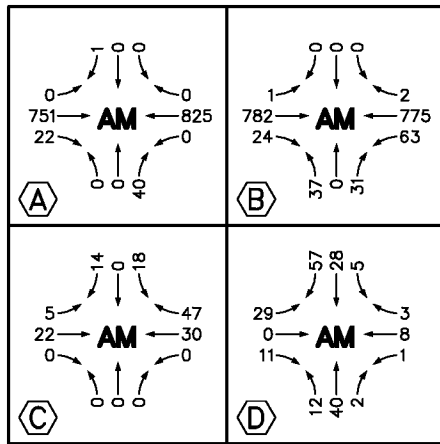 1 0 0
0 0
751 AM 825
22 0
0 0 40
A
0 0 0
1 2
782 AM 775
24 63
37 0 31
B
14 0 18
5 47
22 AM 30
0 0
0 0 0
C
57 28 5
29 3
0 AM 8
11 1
12 40 2
D